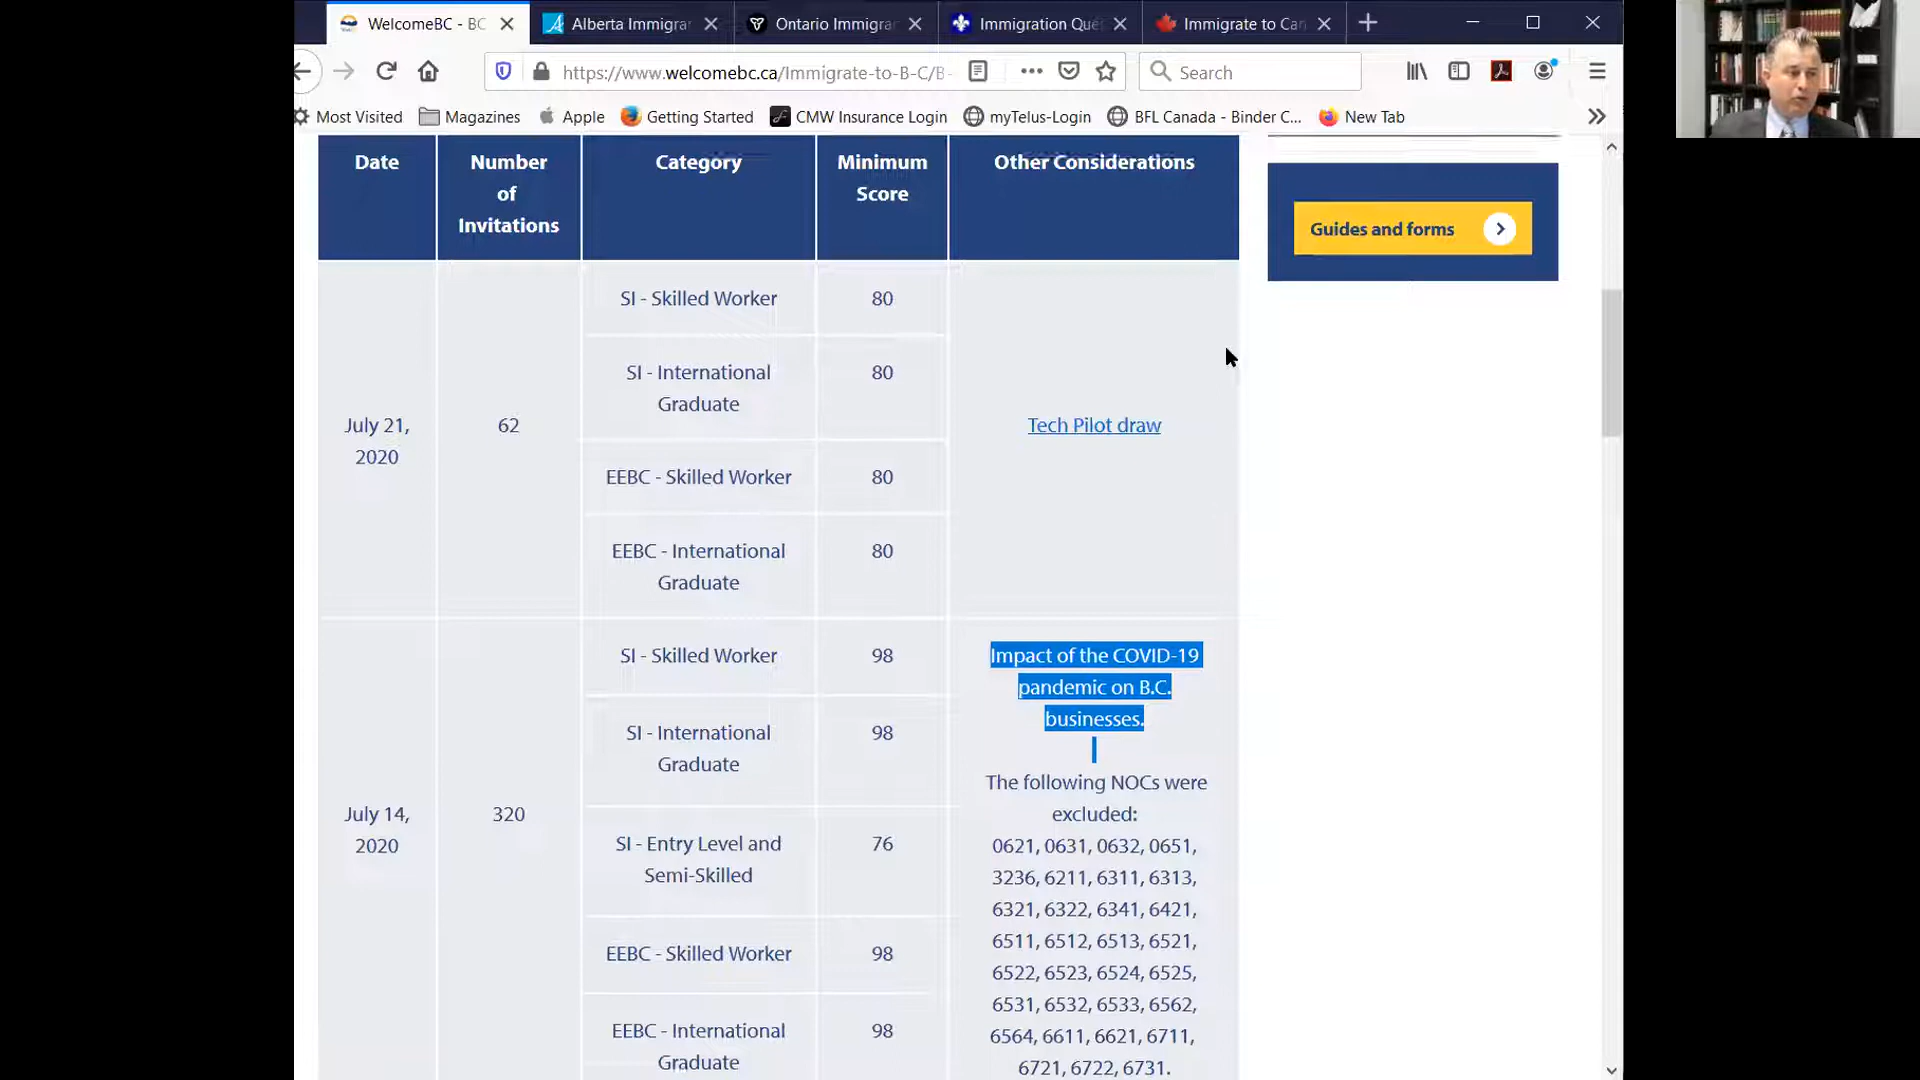 WelcomeBC - BC
Alberta Immigra
Ontario Immigra
Immigration Qué
Immigrate to Ca
https://www.welcomebc.ca/Immigrate-to-B-C/B-
Search
Most Visited
Magazines
Apple
Getting Started
CMW Insurance Login
myTelus-Login
BFL Canada - Binder C...
New Tab
Date
Number
of
Invitations
Category
Minimum
Score
Other Considerations
Guides and forms
July 21,
2020
62
SI - Skilled Worker
80
SI - International
Graduate
80
EEBC - Skilled Worker
80
EEBC - International
Graduate
80
Tech Pilot draw
July 14,
2020
320
SI - Skilled Worker
98
SI - International
Graduate
98
SI - Entry Level and
Semi-Skilled
76
EEBC - Skilled Worker
98
EEBC - International
Graduate
98
Impact of the COVID-19
pandemic on B.C.
businesses.
The following NOCs were
excluded:
0621, 0631, 0632, 0651,
3236, 6211, 6311, 6313,
6321, 6322, 6341, 6421,
6511, 6512, 6513, 6521,
6522, 6523, 6524, 6525,
6531, 6532, 6533, 6562,
6564, 6611, 6621, 6711,
6721, 6722, 6731.